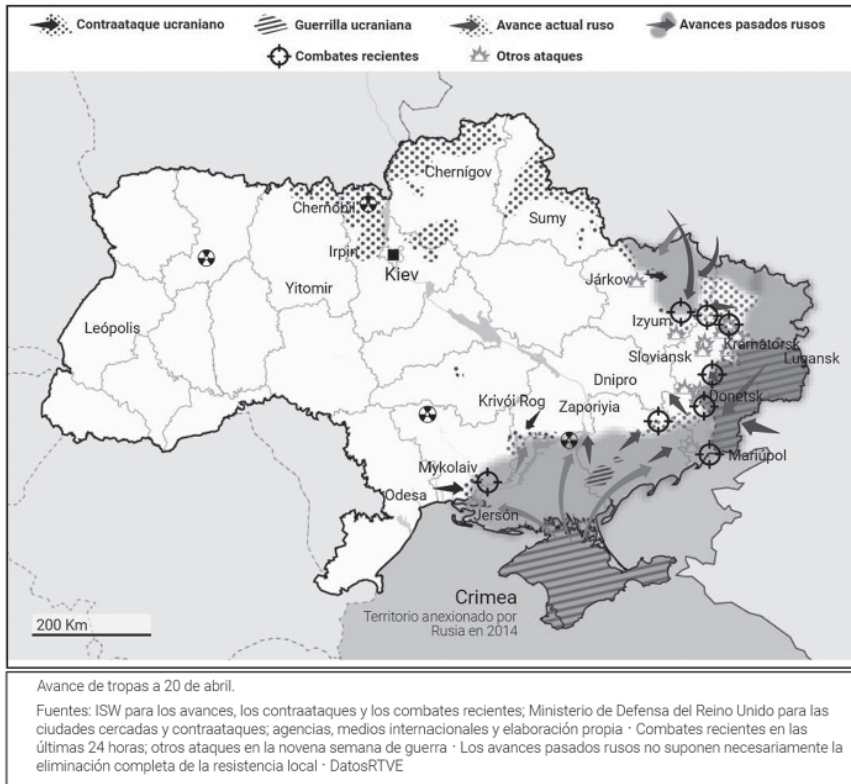 Contraataque ucraniano
Guerrilla ucraniana
Avance actual ruso
Avances pasados rusos
Combates recientes
Otros ataques
Chernígov
Chernóbil
Sumy
Irpin
Kiev
Járkov
Yitomir
Leópolis
Izyum
Kramatorsk
Sloviansk
Lugansk
Dnipro
Donetsk
Krivói Rog
Zaporiyia
Mykolaiv
Mariúpol
Odesa
Jersón
Crimea
Territorio anexionado por
Rusia en 2014
200 Km
Avance de tropas a 20 de abril.
Fuentes: ISW para los avances, los contraataques y los combates recientes; Ministerio de Defensa del Reino Unido para las
ciudades cercadas y contraataques; agencias, medios internacionales y elaboración propia · Combates recientes en las
últimas 24 horas; otros ataques en la novena semana de guerra · Los avances pasados rusos no suponen necesariamente la
eliminación completa de la resistencia local · DatosRTVE